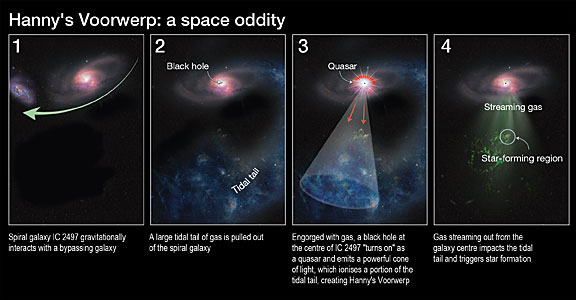 Hanny's Voorwerp: a space oddity
1
2
Black hole
Tidal tail
3
Quasar
4
Streaming gas
Star-forming region
Spiral galaxy IC 2497 gravitationally
interacts with a bypassing galaxy
A large tidal tail of gas is pulled out
of the spiral galaxy
Engorged with gas, a black hole at
the centre of IC 2497 "turns on" as
a quasar and emits a powerful cone
of light, which ionises a portion of the
tidal tail, creating Hanny's Voorwerp
Gas streaming out from the
galaxy centre impacts the tidal
tail and triggers star formation